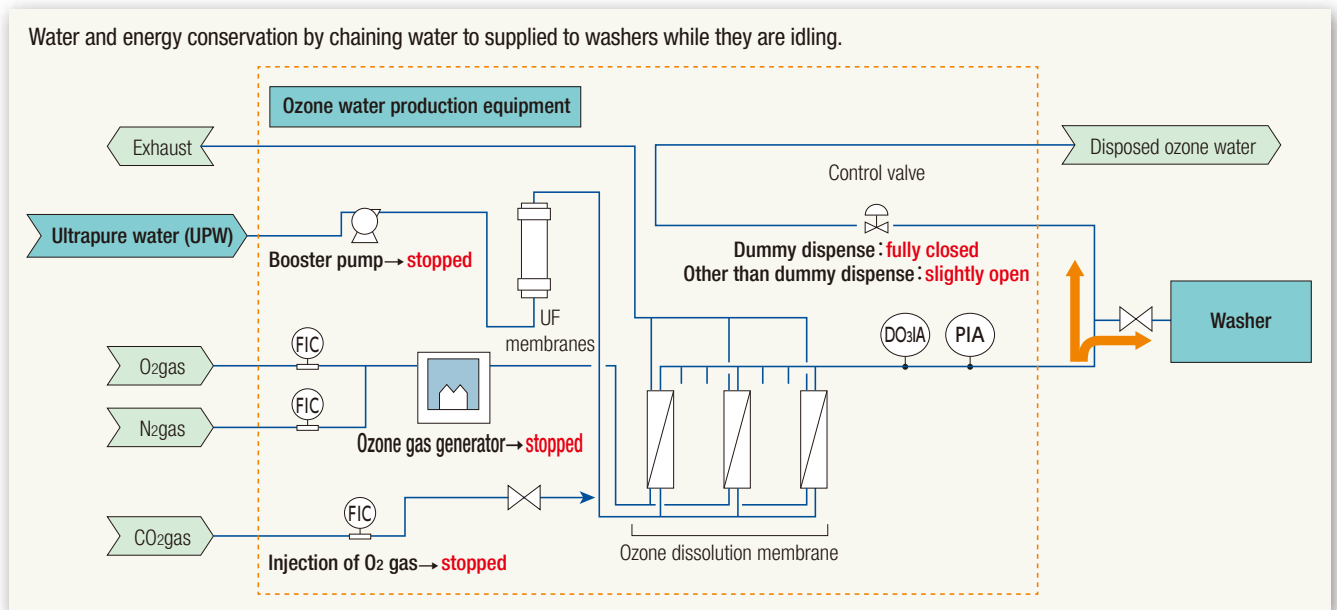 Water and energy conservation by chaining water to supplied to washers while they are idling.
Ozone water production equipment
Exhaust
Disposed ozone water
Control valve
Ultrapure water (UPW)
Booster pump→stopped
Dummy dispense：fully closed
Other than dummy dispense：slightly open
UF
membranes
DO3IA
PIA
Washer
FIC
O2gas
FIC
N2gas
Ozone gas generator→stopped
FIC
CO2gas
Injection of O2 gas→stopped
Ozone dissolution membrane